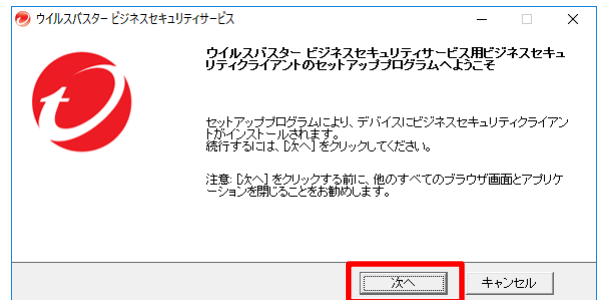 ウイルスバスター ビジネスセキュリティサービス
ウイルスバスター ビジネスセキュリティサービス用ビジネスセキュ
リティクライアントのセットアッププログラムへようこそ
セットアッププログラムにより、デバイスにビジネスセキュリティクライアン
トがインストールされます。
続行するには、[次へ] をクリックしてください。
注意: [次へ] をクリックする前に、他のすべてのブラウザ画面とアプリケ
ーションを閉じることをお勧めします。
次へ
キャンセル